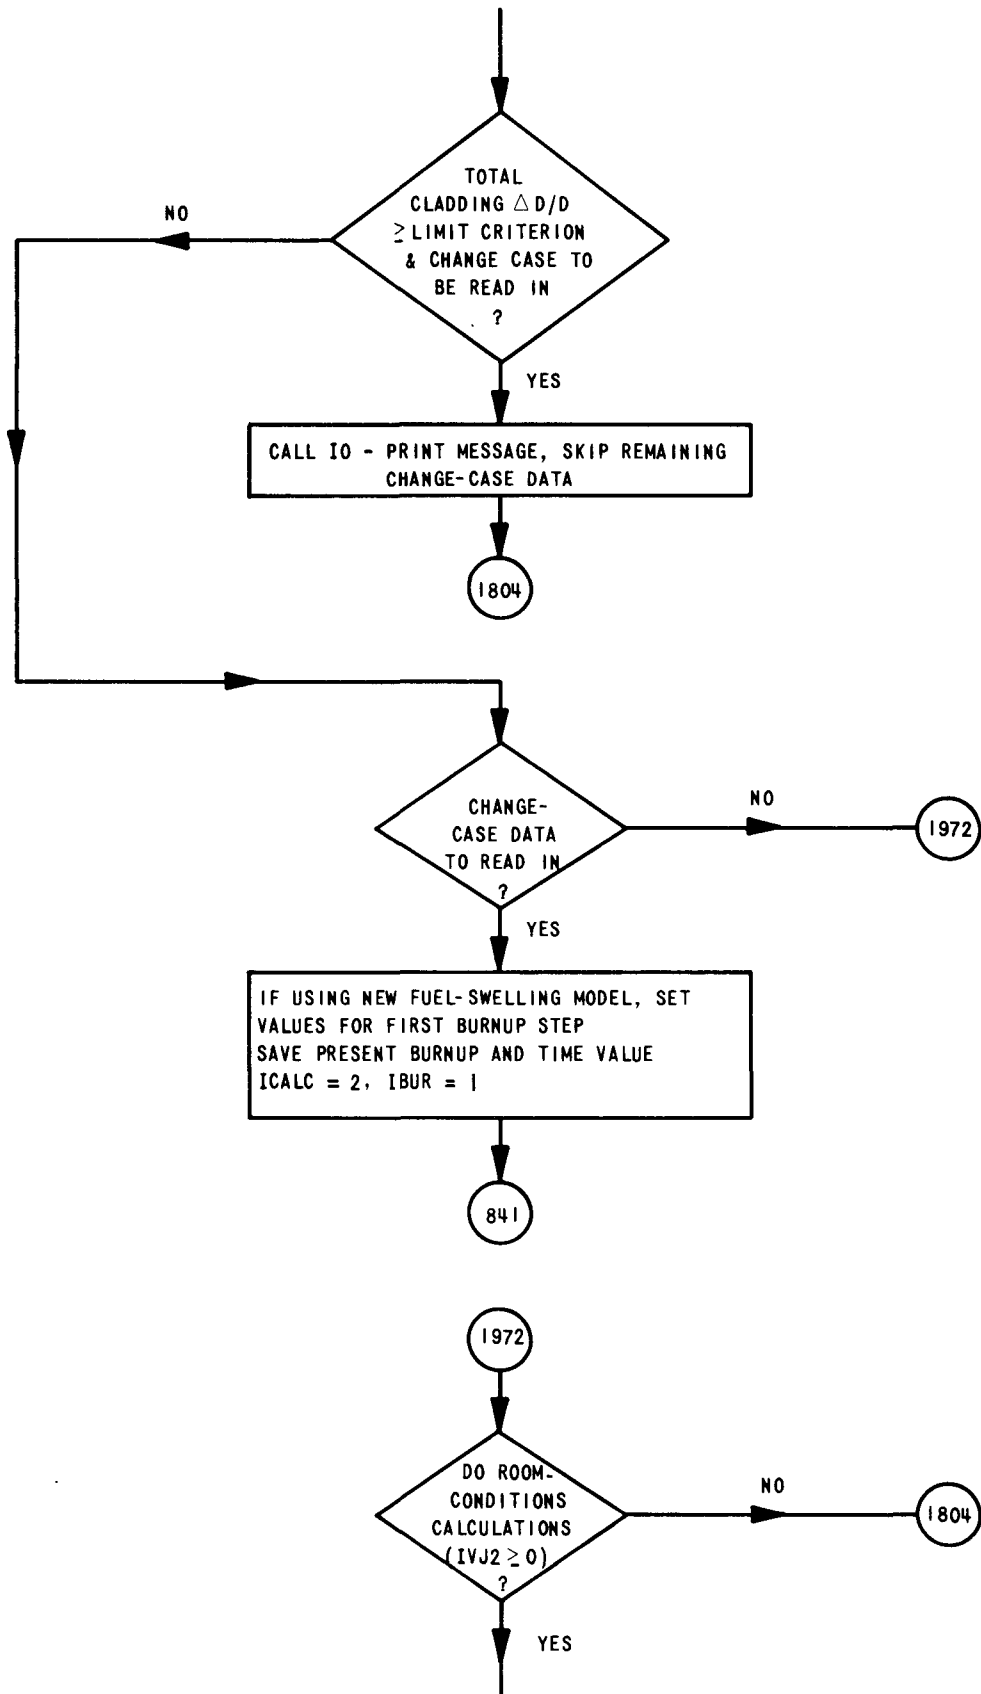 TOTAL
CLADDING △ D/D
≥ LIMIT CRITERION
& CHANGE CASE TO
BE READ IN
?
NO
YES
CALL IO - PRINT MESSAGE, SKIP REMAINING
CHANGE-CASE DATA
1804
CHANGE-
CASE DATA
TO READ IN
?
NO
1972
YES
IF USING NEW FUEL-SWELLING MODEL, SET
VALUES FOR FIRST BURNUP STEP
SAVE PRESENT BURNUP AND TIME VALUE
ICALC = 2, IBUR = 1
841
1972
DO ROOM-
CONDITIONS
CALCULATIONS
(IVJ2 ≥ 0)
?
NO
1804
YES